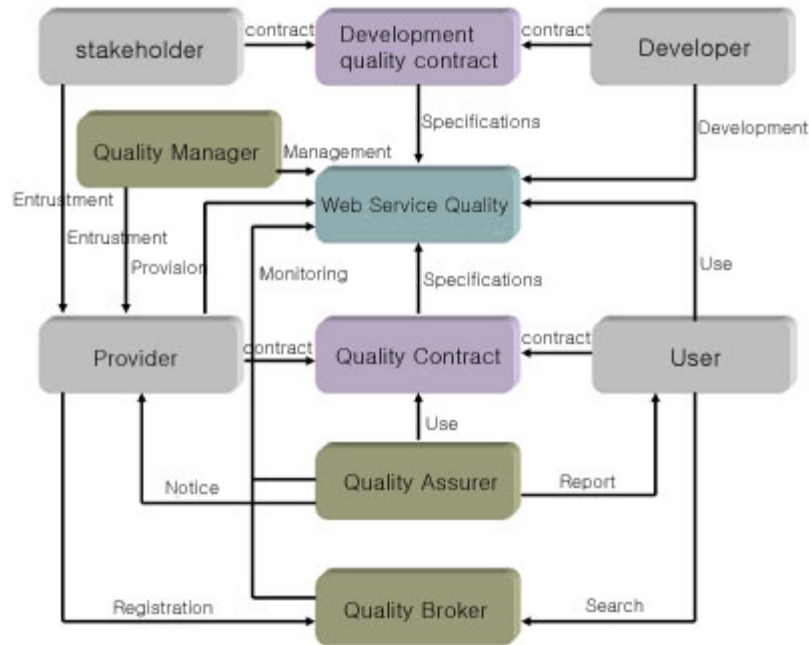 stakeholder
contract
Development
quality contract
contract
Developer
Specifications
Development
Quality Manager
Management
Entrustment
Web Service Quality
Entrustment
Provision
Monitoring
Specifications
Use
Provider
contract
Quality Contract
contract
User
Use
Quality Assurer
Notice
Report
Registration
Quality Broker
Search